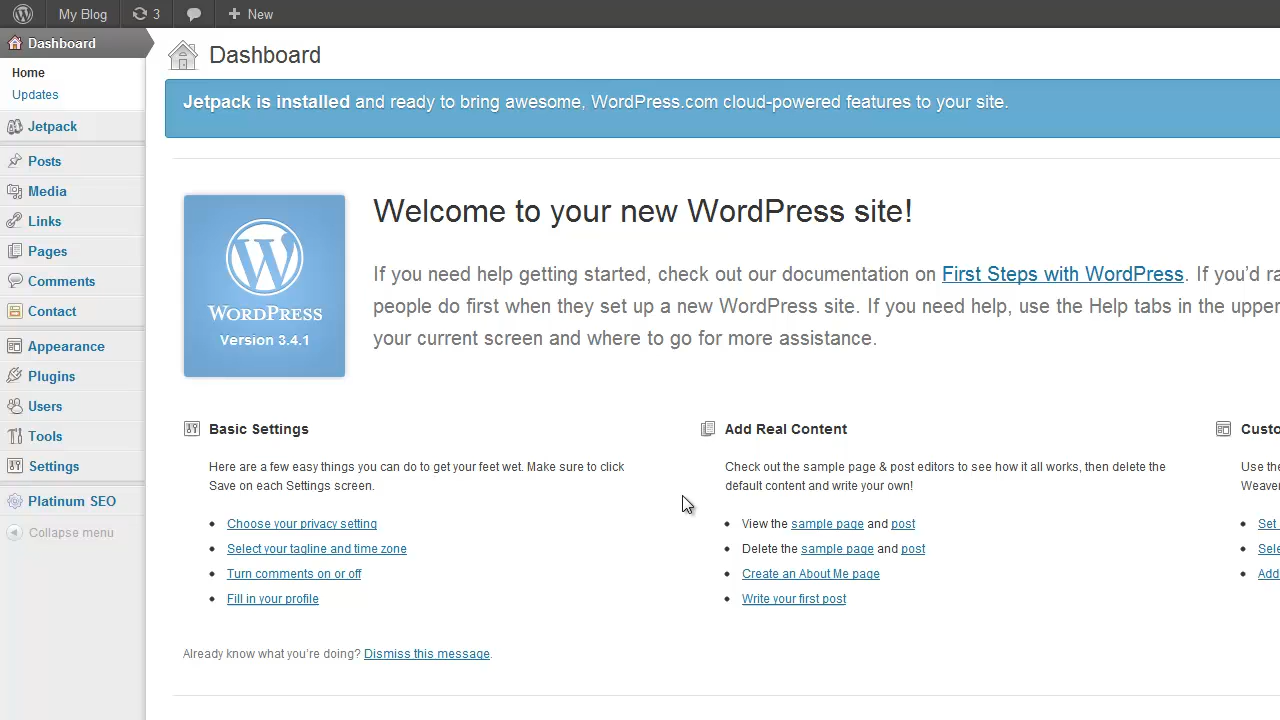 My Blog 3 New
Dashboard
Home
Updates
Jetpack
Posts
Media
Links
Pages
Comments
Contact
Appearance
Plugins
Users
Tools
Settings
Platinum SEO
Collapse menu
Dashboard
Jetpack is installed and ready to bring awesome, WordPress.com cloud-powered features to your site.
WORDPRESS
Version 3.4.1
Welcome to your new WordPress site!
If you need help getting started, check out our documentation on First Steps with WordPress. If you’d ra
people do first when they set up a new WordPress site. If you need help, use the Help tabs in the upper
your current screen and where to go for more assistance.
Basic Settings
Here are a few easy things you can do to get your feet wet. Make sure to click
Save on each Settings screen.
Choose your privacy setting
Select your tagline and time zone
Turn comments on or off
Fill in your profile
Add Real Content
Check out the sample page & post editors to see how it all works, then delete the
default content and write your own!
View the sample page and post
Delete the sample page and post
Create an About Me page
Write your first post
Custo
Use the
Weaver
Set
Sele
Add
Already know what you’re doing? Dismiss this message.